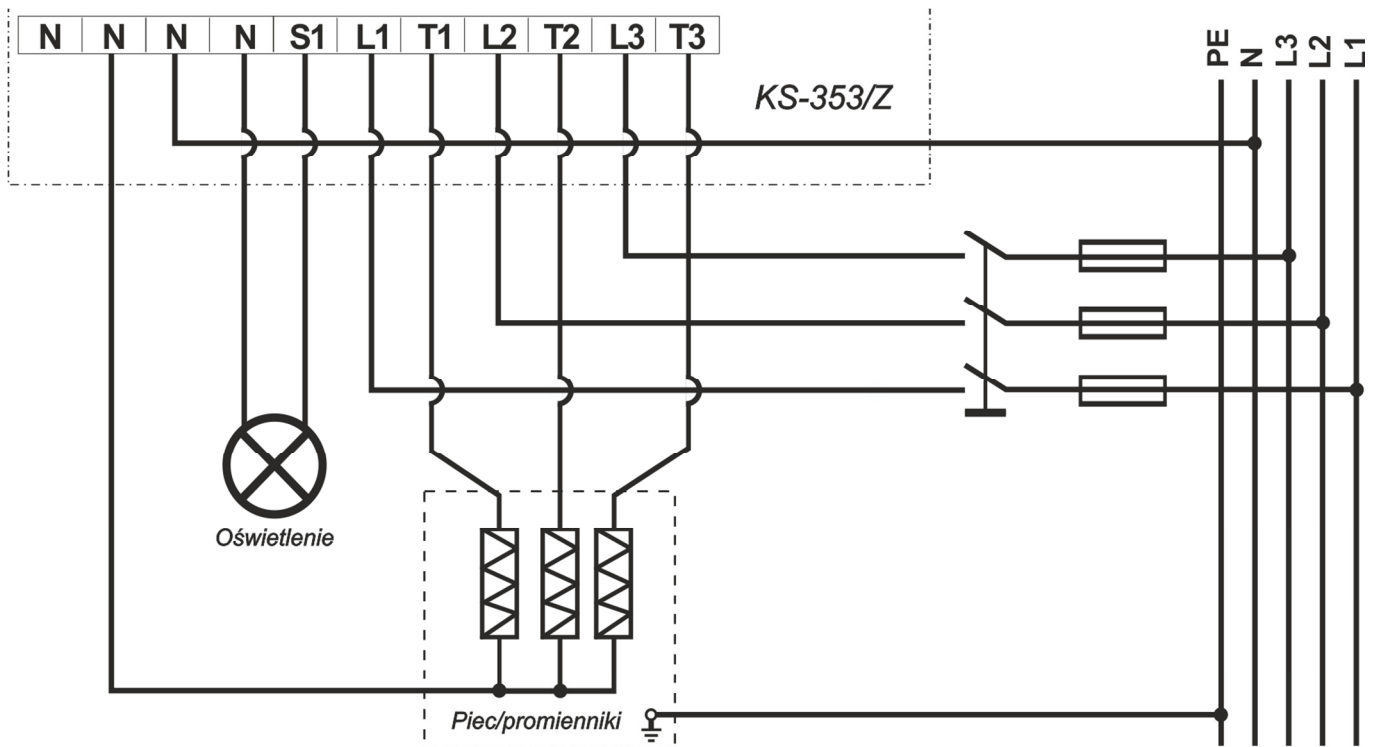 N N N N S1 L1 T1 L2 T2 L3 T3
PE
N
L3
L2
L1
KS-353/Z
Oświetlenie
Piec/promienniki